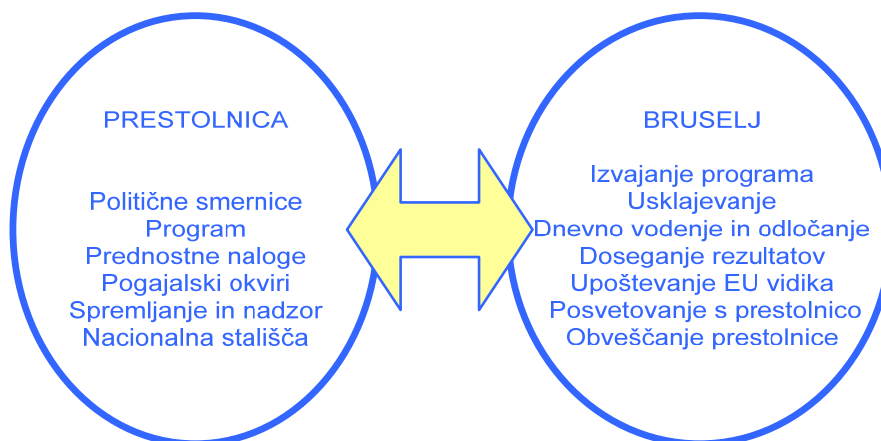 PRESTOLNICA
Politične smernice
Program
Prednostne naloge
Pogajalski okviri
Spremljanje in nadzor
Nacionalna stališča
BRUSELJ
Izvajanje programa
Usklajevanje
Dnevno vodenje in odločanje
Doseganje rezultatov
Upoštevanje EU vidika
Posvetovanje s prestolnico
Obveščanje prestolnice